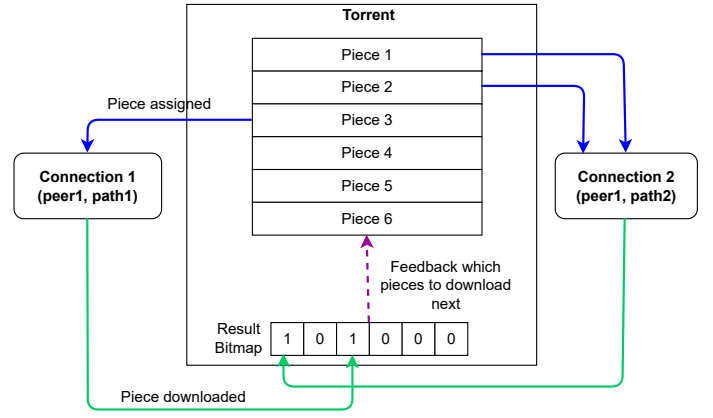 Torrent
Piece 1
Piece 2
Piece assigned
Piece 3
Piece 4
Piece 5
Piece 6
Connection 1
(peer1, path1)
Connection 2
(peer1, path2)
Feedback which
pieces to download
next
Result
Bitmap
1 0 1 0 0 0
Piece downloaded